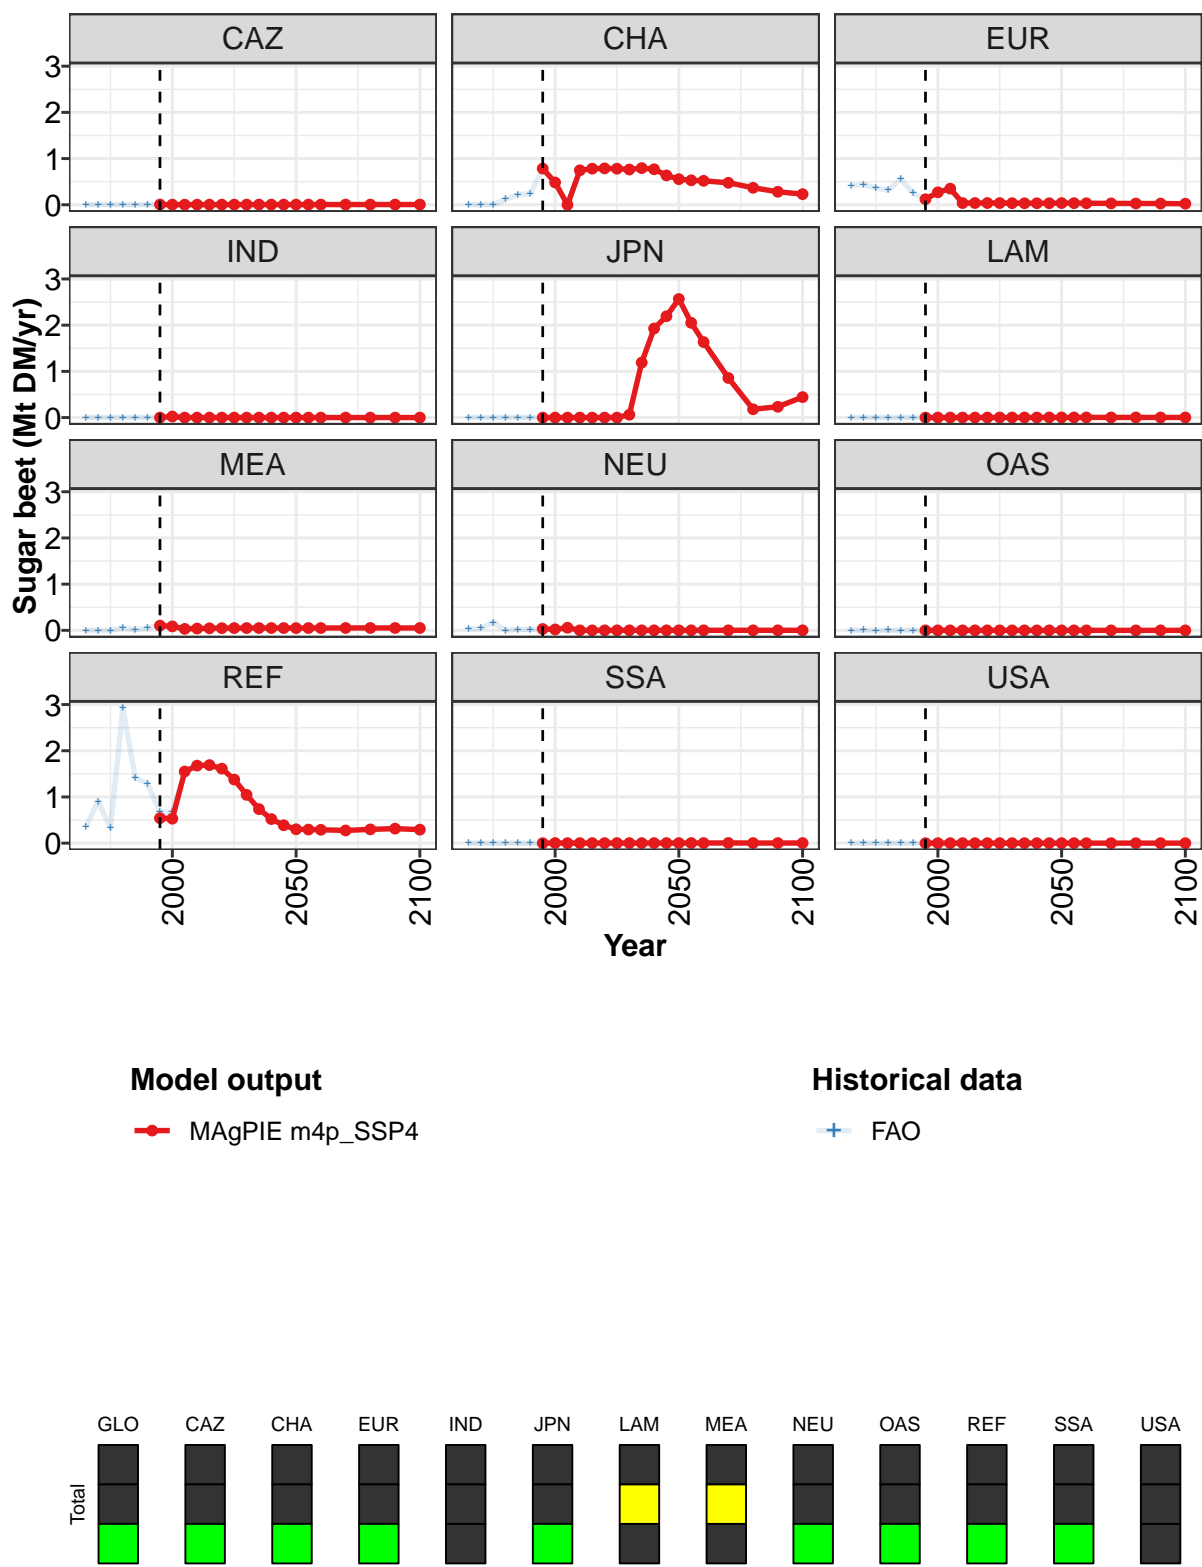 CAZ CHA EUR
3
2
1
0
IND JPN LAM
3
2
1
0
MEA NEU OAS
3
2
1
0
REF SSA USA
3
2
1
0
2000 2050 2100 2000 2050 2100 2000 2050 2100
Year
Sugar beet (Mt DM/yr)
Model output Historical data
MAgPIE m4p_SSP4 FAO
GLO CAZ CHA EUR IND JPN LAM MEA NEU OAS REF SSA USA
Total